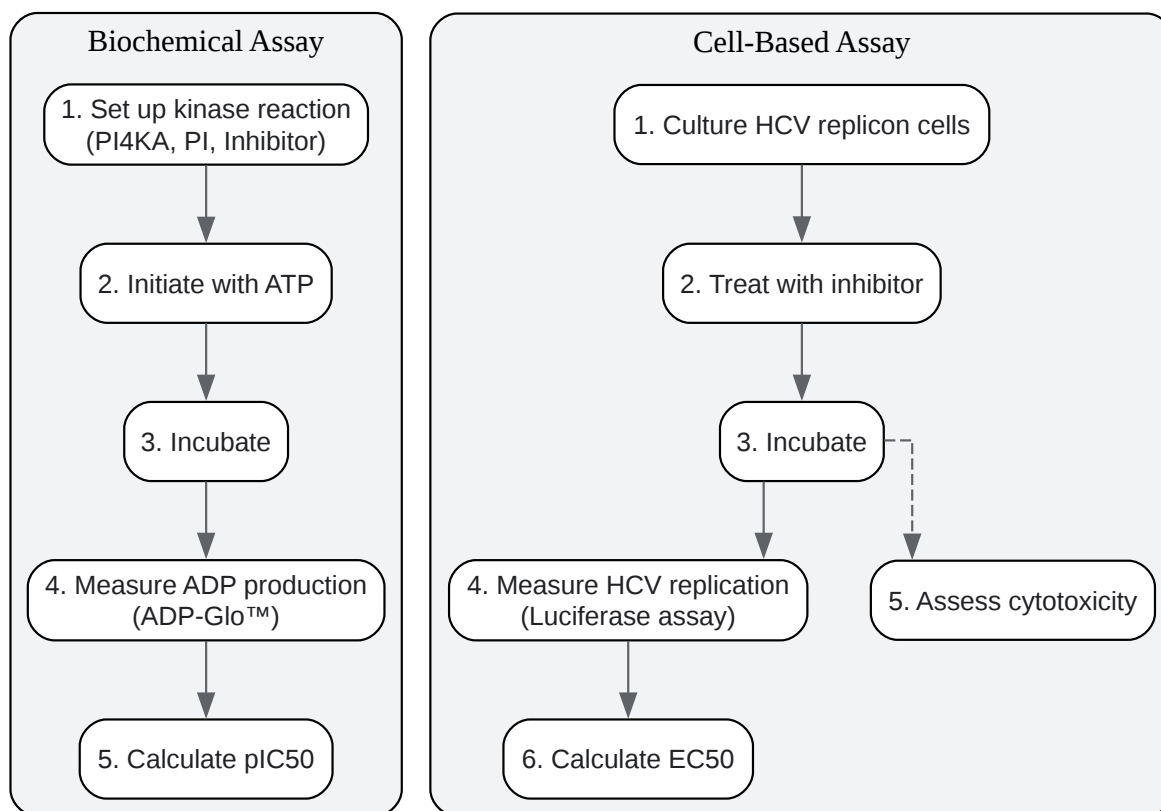 Biochemical Assay
1. Set up kinase reaction
(PI4KA, PI, Inhibitor)
2. Initiate with ATP
3. Incubate
4. Measure ADP production
(ADP-Glo™)
5. Calculate pIC50
Cell-Based Assay
1. Culture HCV replicon cells
2. Treat with inhibitor
3. Incubate
4. Measure HCV replication
(Luciferase assay)
5. Assess cytotoxicity
6. Calculate EC50